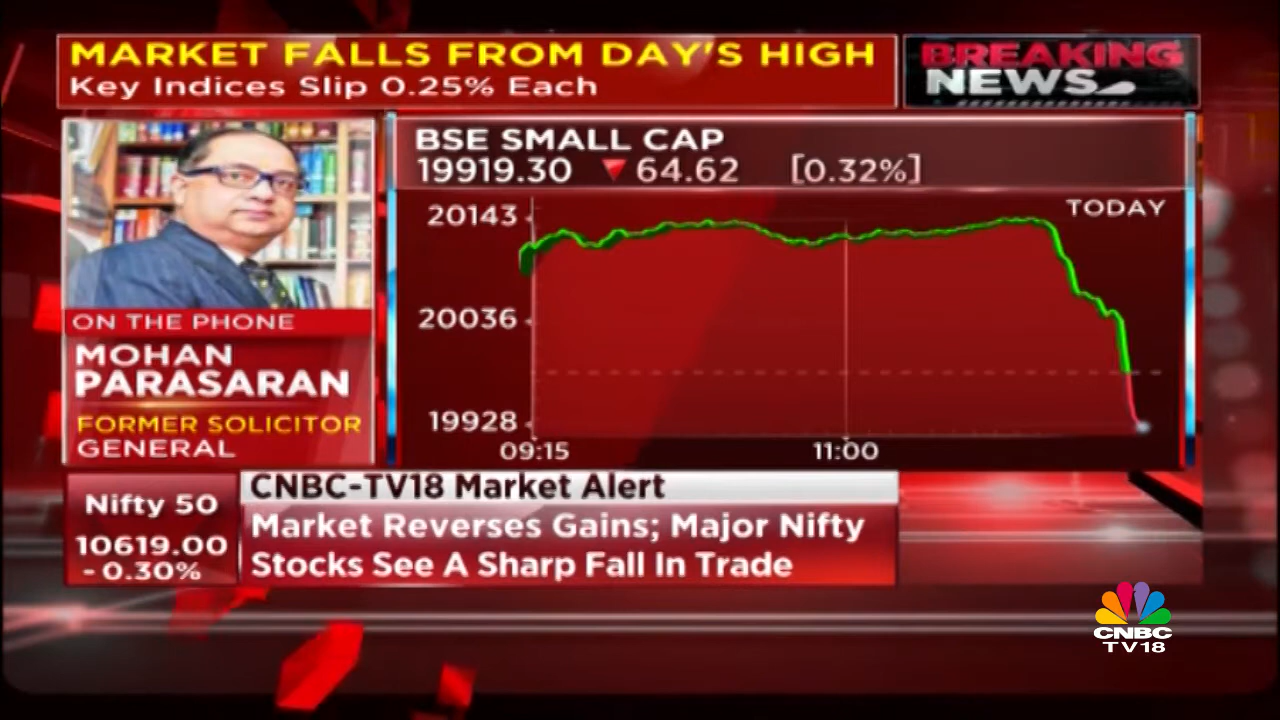 MARKET FALLS FROM DAY'S HIGH
Key Indices Slip 0.25% Each
BREAKING
NEWS
BSE SMALL CAP
19919.30 ▼ 64.62 [0.32%]
TODAY
20143
20036
19928
09:15 11:00
ON THE PHONE
MOHAN
PARASARAN
FORMER SOLICITOR
GENERAL
Nifty 50
10619.00
- 0.30%
CNBC-TV18 Market Alert
Market Reverses Gains; Major Nifty
Stocks See A Sharp Fall In Trade
CNBC
TV18